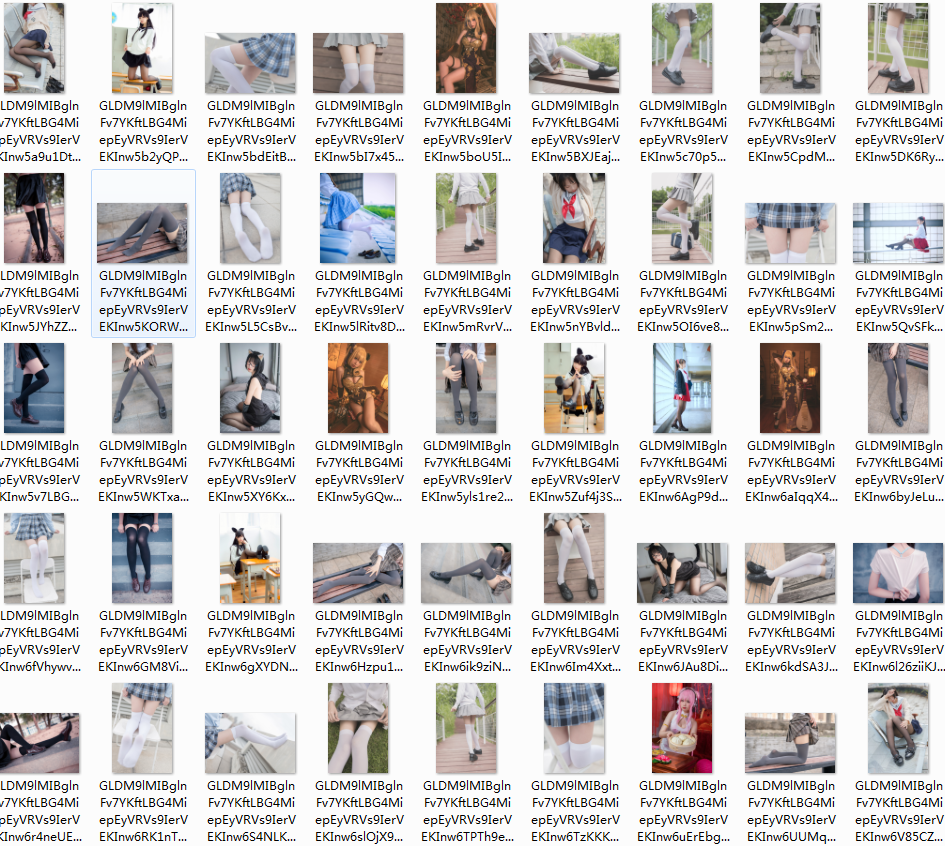 LDM9lMIBgln GLDM9lMIBgln GLDM9lMIBgln GLDM9lMIBgln GLDM9lMIBgln GLDM9lMIBgln GLDM9lMIBgln GLDM9lMIBgln GLDM9lMIBgln
v7YKftLBG4Mi Fv7YKftLBG4Mi Fv7YKftLBG4Mi Fv7YKftLBG4Mi Fv7YKftLBG4Mi Fv7YKftLBG4Mi Fv7YKftLBG4Mi Fv7YKftLBG4Mi Fv7YKftLBG4Mi
pEyVRVs9IerV epEyVRVs9IerV epEyVRVs9IerV epEyVRVs9IerV epEyVRVs9IerV epEyVRVs9IerV epEyVRVs9IerV epEyVRVs9IerV epEyVRVs9IerV
KInw5a9u1Dt... EKInw5b2yQP... EKInw5bdEitB... EKInw5bI7x45... EKInw5boU5I... EKInw5BXJEaj... EKInw5c70p5... EKInw5CpdM... EKInw5DK6Ry...
LDM9lMIBgln GLDM9lMIBgln GLDM9lMIBgln GLDM9lMIBgln GLDM9lMIBgln GLDM9lMIBgln GLDM9lMIBgln GLDM9lMIBgln GLDM9lMIBgln
v7YKftLBG4Mi Fv7YKftLBG4Mi Fv7YKftLBG4Mi Fv7YKftLBG4Mi Fv7YKftLBG4Mi Fv7YKftLBG4Mi Fv7YKftLBG4Mi Fv7YKftLBG4Mi Fv7YKftLBG4Mi
pEyVRVs9IerV epEyVRVs9IerV epEyVRVs9IerV epEyVRVs9IerV epEyVRVs9IerV epEyVRVs9IerV epEyVRVs9IerV epEyVRVs9IerV epEyVRVs9IerV
KInw5JYhZZ... EKInw5KORW... EKInw5L5CsBv... EKInw5lRitv8D... EKInw5mRvrV... EKInw5nYBvld... EKInw5OI6ve8... EKInw5pSm2... EKInw5QvSFk...
LDM9lMIBgln GLDM9lMIBgln GLDM9lMIBgln GLDM9lMIBgln GLDM9lMIBgln GLDM9lMIBgln GLDM9lMIBgln GLDM9lMIBgln GLDM9lMIBgln
v7YKftLBG4Mi Fv7YKftLBG4Mi Fv7YKftLBG4Mi Fv7YKftLBG4Mi Fv7YKftLBG4Mi Fv7YKftLBG4Mi Fv7YKftLBG4Mi Fv7YKftLBG4Mi Fv7YKftLBG4Mi
pEyVRVs9IerV epEyVRVs9IerV epEyVRVs9IerV epEyVRVs9IerV epEyVRVs9IerV epEyVRVs9IerV epEyVRVs9IerV epEyVRVs9IerV epEyVRVs9IerV
KInw5v7LBG... EKInw5WKTxa... EKInw5XY6Kx... EKInw5yGQw... EKInw5yls1re2... EKInw5Zuf4j3S... EKInw6AgP9d... EKInw6aIqqX4... EKInw6byJeLu...
LDM9lMIBgln GLDM9lMIBgln GLDM9lMIBgln GLDM9lMIBgln GLDM9lMIBgln GLDM9lMIBgln GLDM9lMIBgln GLDM9lMIBgln GLDM9lMIBgln
v7YKftLBG4Mi Fv7YKftLBG4Mi Fv7YKftLBG4Mi Fv7YKftLBG4Mi Fv7YKftLBG4Mi Fv7YKftLBG4Mi Fv7YKftLBG4Mi Fv7YKftLBG4Mi Fv7YKftLBG4Mi
pEyVRVs9IerV epEyVRVs9IerV epEyVRVs9IerV epEyVRVs9IerV epEyVRVs9IerV epEyVRVs9IerV epEyVRVs9IerV epEyVRVs9IerV epEyVRVs9IerV
KInw6fVhywv... EKInw6GM8Vi... EKInw6gXYDN... EKInw6Hzpu1... EKInw6ik9ziN... EKInw6Im4Xxt... EKInw6JAu8Di... EKInw6kdSA3J... EKInw6l26ziiKJ...
LDM9lMIBgln GLDM9lMIBgln GLDM9lMIBgln GLDM9lMIBgln GLDM9lMIBgln GLDM9lMIBgln GLDM9lMIBgln GLDM9lMIBgln GLDM9lMIBgln
v7YKftLBG4Mi Fv7YKftLBG4Mi Fv7YKftLBG4Mi Fv7YKftLBG4Mi Fv7YKftLBG4Mi Fv7YKftLBG4Mi Fv7YKftLBG4Mi Fv7YKftLBG4Mi Fv7YKftLBG4Mi
pEyVRVs9IerV epEyVRVs9IerV epEyVRVs9IerV epEyVRVs9IerV epEyVRVs9IerV epEyVRVs9IerV epEyVRVs9IerV epEyVRVs9IerV epEyVRVs9IerV
KInw6r4neUE... EKInw6RK1nT... EKInw6S4NLK... EKInw6slOjX9... EKInw6TPTh9e... EKInw6TzKKK... EKInw6uErEbg... EKInw6UUMq... EKInw6V85CZ...